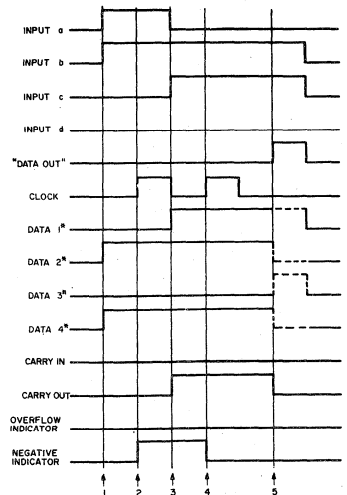 INPUT a
INPUT b
INPUT c
INPUT d
"DATA OUT"
CLOCK
DATA 1*
DATA 2*
DATA 3*
DATA 4*
CARRY IN
CARRY OUT
OVERFLOW
INDICATOR
NEGATIVE
INDICATOR
1 2 3 4 5